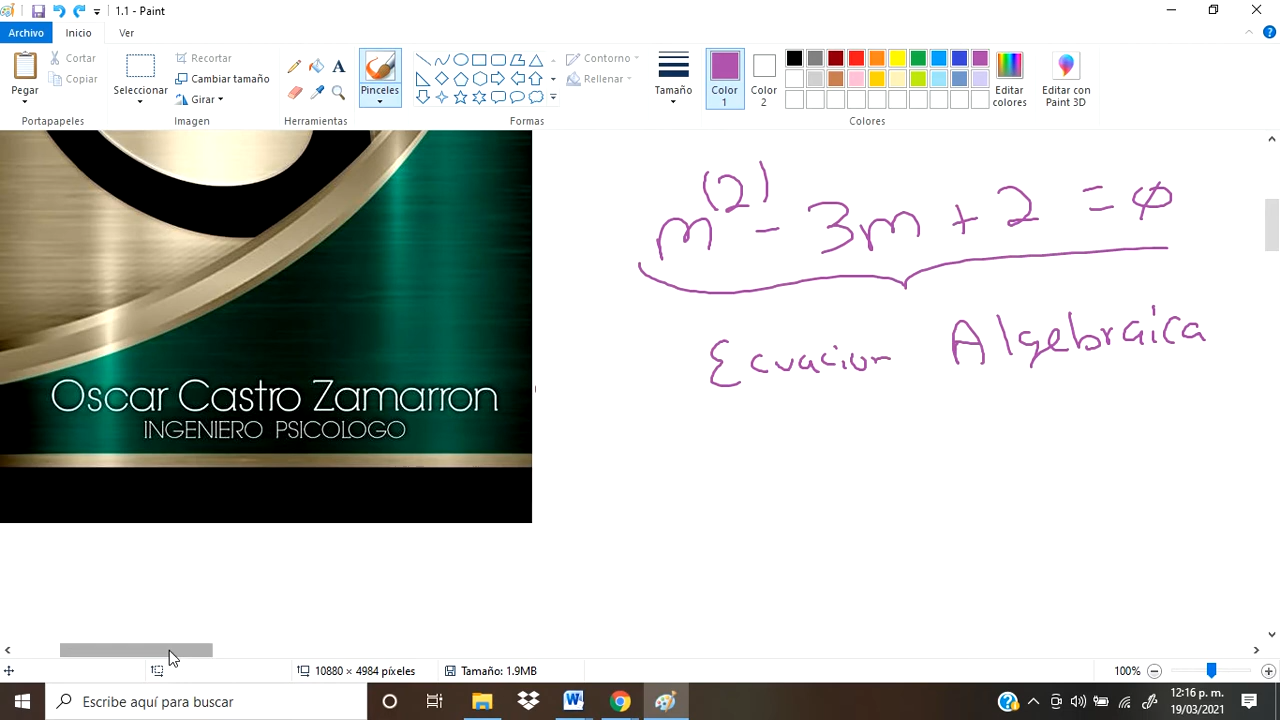 1.1 - Paint
Archivo Inicio Ver
Pegar
Cortar
Copiar
Portapapeles
Seleccionar
Recortar
Cambiar tamaño
Girar
Imagen
Herramientas
Pinceles
Formas
Contorno
Rellenar
Tamaño
Color 1
Color 2
Colores
Editar colores
Editar con Paint 3D
m⁽²⁾ - 3m + 2 = φ
Ecuacion Algebraica
Oscar Castro Zamarron
INGENIERO PSICOLOGO
10880 × 4984 píxeles
Tamaño: 1.9MB
100%
Escribe aquí para buscar
12:16 p. m.
19/03/2021